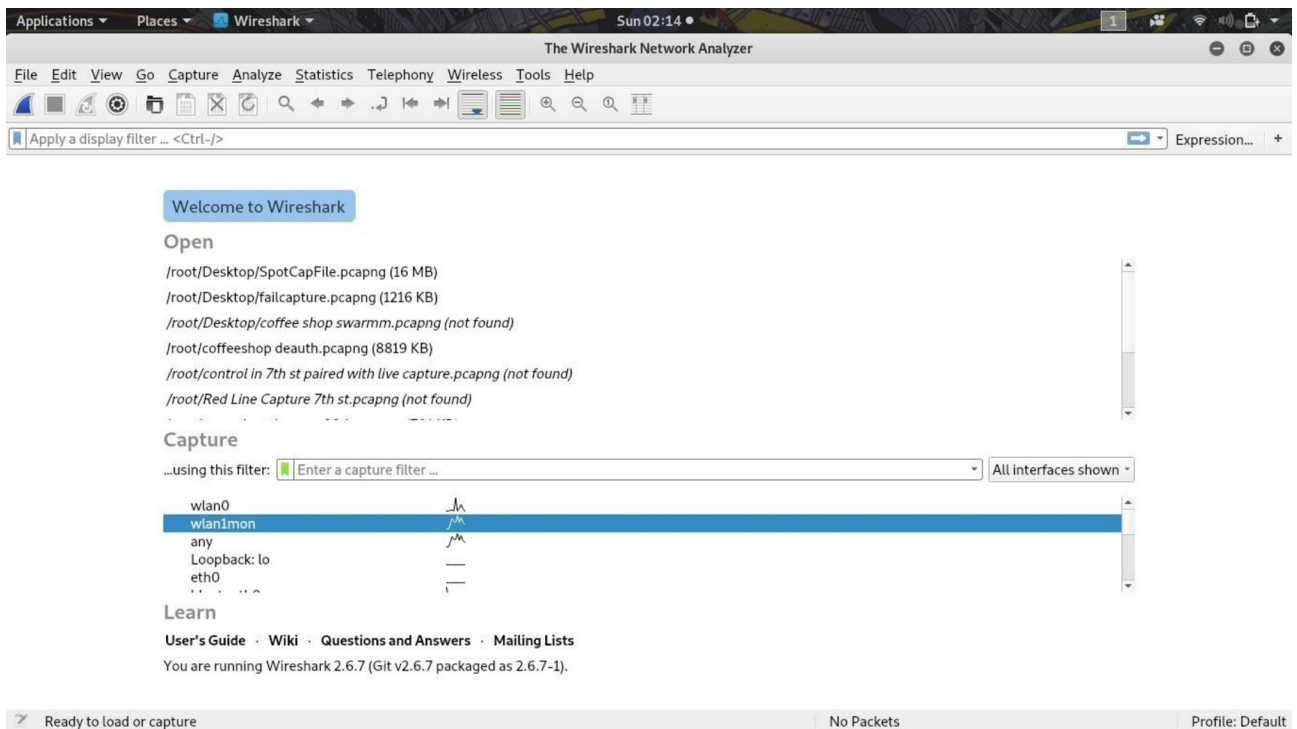 Applications Places Wireshark Sun 02:14 1
The Wireshark Network Analyzer
File Edit View Go Capture Analyze Statistics Telephony Wireless Tools Help
Apply a display filter ... <Ctrl-/> Expression... +
Welcome to Wireshark
Open
/root/Desktop/SpotCapFile.pcapng (16 MB)
/root/Desktop/failcapture.pcapng (1216 KB)
/root/Desktop/coffee shop swarmm.pcapng (not found)
/root/coffeeshop deauth.pcapng (8819 KB)
/root/control in 7th st paired with live capture.pcapng (not found)
/root/Red Line Capture 7th st.pcapng (not found)
Capture
...using this filter: Enter a capture filter ... All interfaces shown
wlan0
wlan1mon
any
Loopback: lo
eth0
Learn
User's Guide · Wiki · Questions and Answers · Mailing Lists
You are running Wireshark 2.6.7 (Git v2.6.7 packaged as 2.6.7-1).
Ready to load or capture No Packets Profile: Default